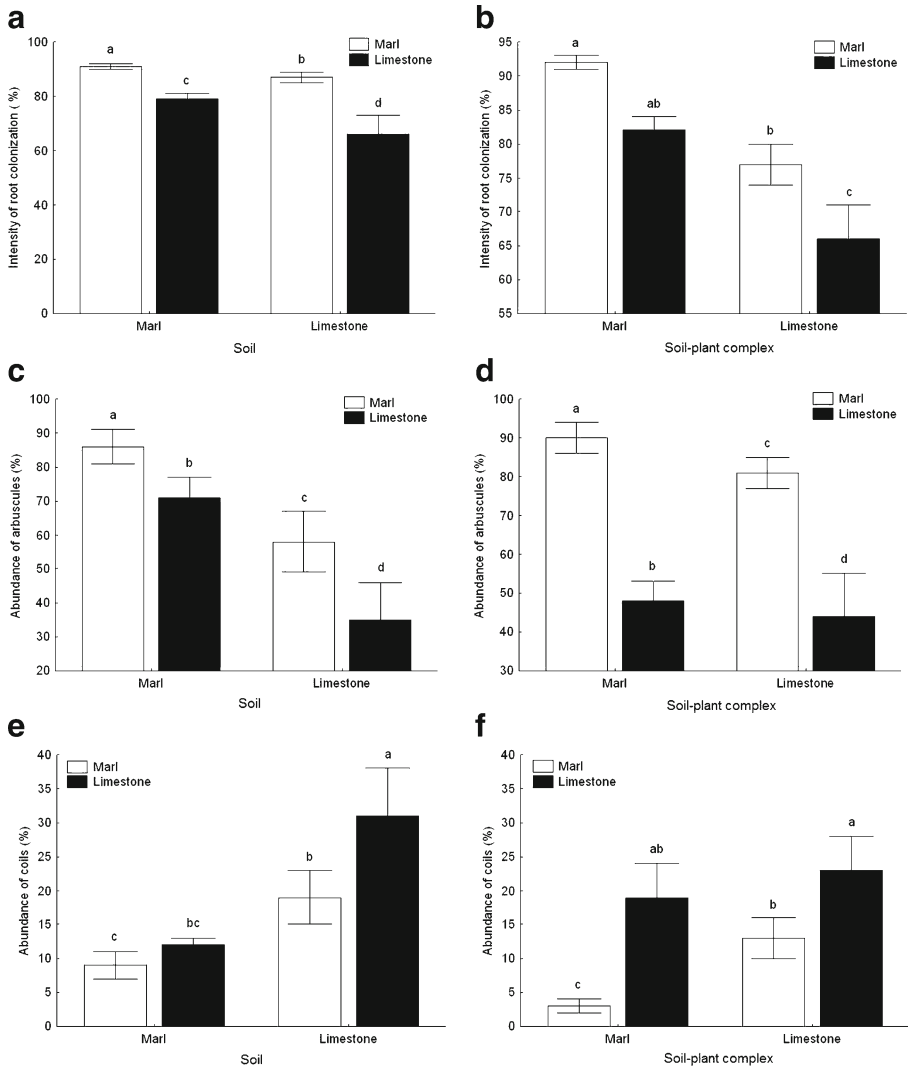 a
b
Intensity of root colonization ( %)
100
80
60
40
20
0
a
c
b
d
Marl
Limestone
Marl
Limestone
Soil
Intensity of root colonization (%)
95
90
85
80
75
70
65
60
55
a
ab
b
c
Marl
Limestone
Marl
Limestone
Soil-plant complex
c
d
Abundance of arbuscules (%)
100
90
80
70
60
50
40
30
20
a
b
c
d
Marl
Limestone
Marl
Limestone
Soil
Abundance of arbuscules (%)
100
90
80
70
60
50
40
30
a
b
c
d
Marl
Limestone
Marl
Limestone
Soil-plant complex
e
f
Abundance of coils (%)
40
35
30
25
20
15
10
5
0
Marl
Limestone
c
bc
b
a
Marl
Limestone
Soil
Abundance of coils (%)
40
35
30
25
20
15
10
5
0
Marl
Limestone
c
ab
b
a
Marl
Limestone
Soil-plant complex